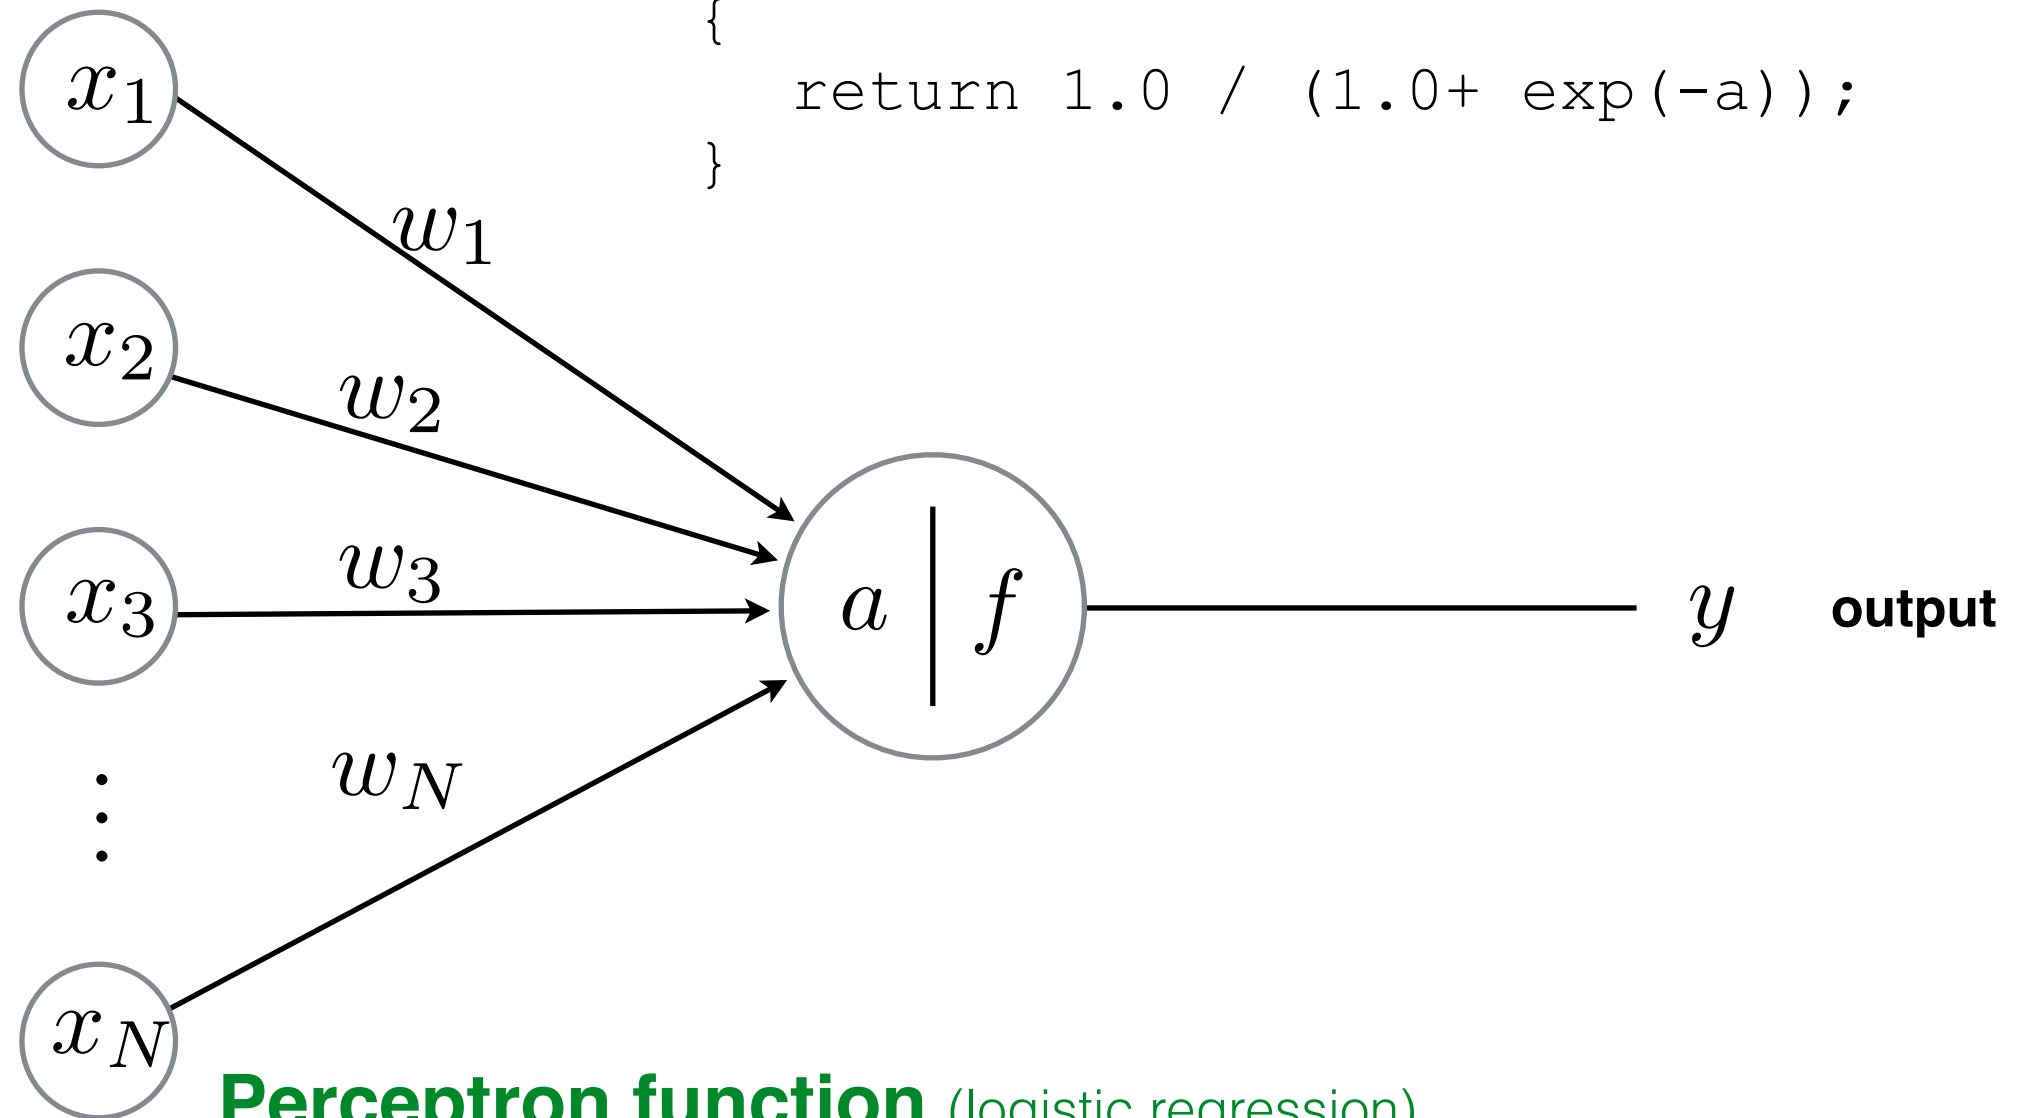 {
return 1.0 / (1.0+ exp(-a));
}
x1
w1
x2
w2
x3
w3
a | f
y output
⋮
wN
xN
Perceptron function (logistic regression)